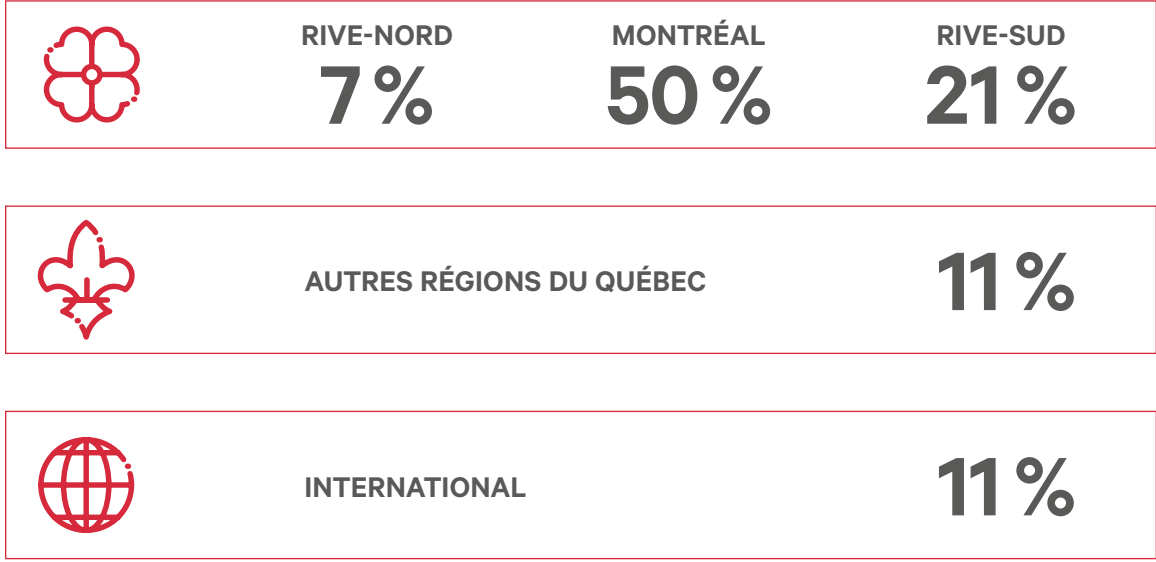 RIVE-NORD MONTRÉAL RIVE-SUD
7 % 50 % 21 %
AUTRES RÉGIONS DU QUÉBEC 11 %
INTERNATIONAL 11 %